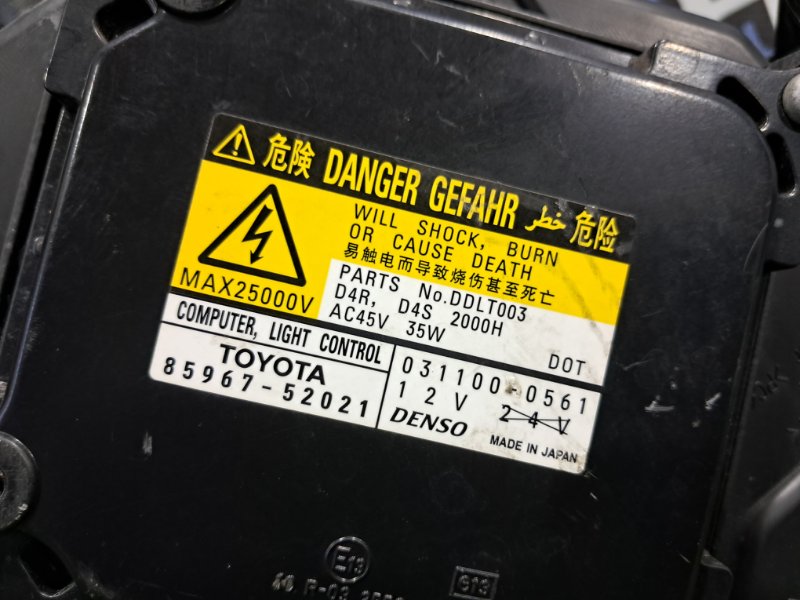 危険 DANGER GEFAHR خطر 危险
WILL SHOCK, BURN
OR CAUSE DEATH
易触电而导致烧伤甚至死亡
MAX25000V
PARTS No.DDLT003
D4R, D4S 2000H
AC45V 35W
DOT
COMPUTER, LIGHT CONTROL
TOYOTA
85967-52021
031100-0561
12V 24V
DENSO
MADE IN JAPAN
E13